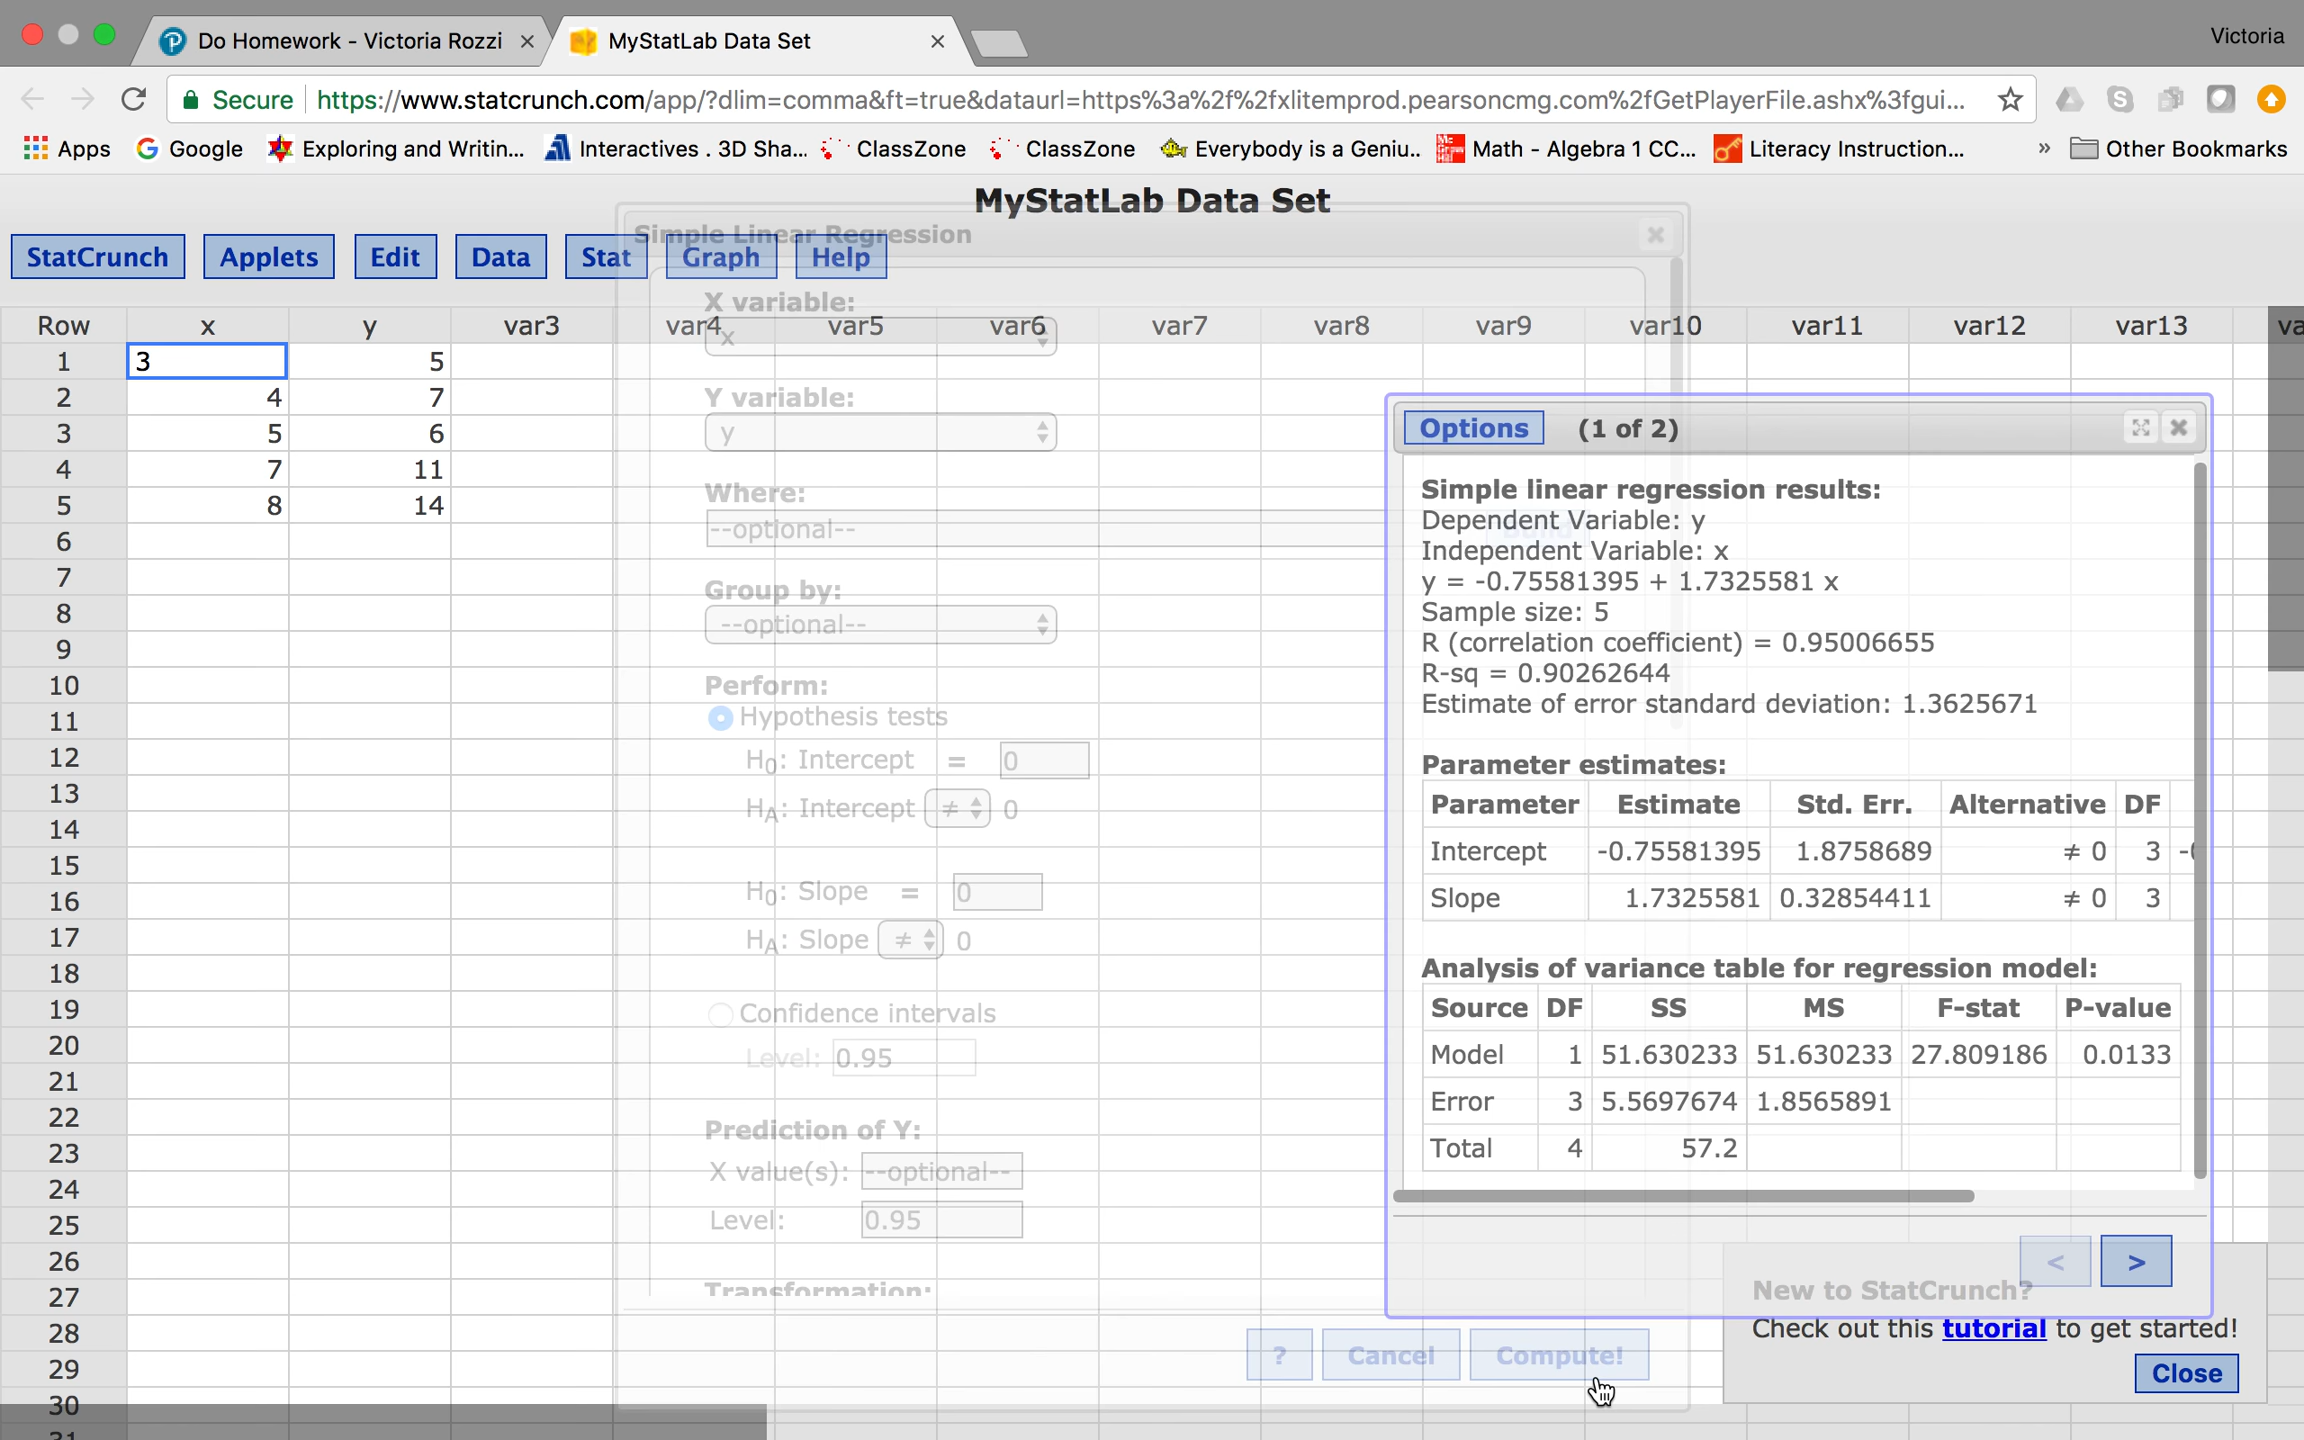 Do Homework - Victoria Rozzi
MyStatLab Data Set
Victoria
Secure
https://www.statcrunch.com/app/?dlim=comma&ft=true&dataurl=https%3a%2f%2fxlitemprod.pearsoncmg.com%2fGetPlayerFile.ashx%3fgui...
Apps
Google
Exploring and Writin...
Interactives . 3D Sha...
ClassZone
ClassZone
Everybody is a Geniu...
Math - Algebra 1 CC...
Literacy Instruction...
»
Other Bookmarks
MyStatLab Data Set
StatCrunch Applets Edit Data Stat Graph Help
Row x y var3 var4 var5 var6 var7 var8 var9 var10 var11 var12 var13 va
1 3 5
2 4 7
3 5 6
4 7 11
5 8 14
6
7
8
9
10
11
12
13
14
15
16
17
18
19
20
21
22
23
24
25
26
27
28
29
30
31
Simple Linear Regression
X variable:
x
Y variable:
y
Where:
--optional--
Build
Group by:
--optional--
Perform:
Hypothesis tests
H0: Intercept = 0
HA: Intercept ≠ 0
H0: Slope = 0
HA: Slope ≠ 0
Confidence intervals
Level: 0.95
Prediction of Y:
X value(s): --optional--
Level: 0.95
Transformation:
? Cancel Compute!
Options (1 of 2)
Simple linear regression results:
Dependent Variable: y
Independent Variable: x
y = -0.75581395 + 1.7325581 x
Sample size: 5
R (correlation coefficient) = 0.95006655
R-sq = 0.90262644
Estimate of error standard deviation: 1.3625671
Parameter estimates:
Parameter Estimate Std. Err. Alternative DF
Intercept -0.75581395 1.8758689 ≠ 0 3
Slope 1.7325581 0.32854411 ≠ 0 3
Analysis of variance table for regression model:
Source DF SS MS F-stat P-value
Model 1 51.630233 51.630233 27.809186 0.0133
Error 3 5.5697674 1.8565891
Total 4 57.2
< >
New to StatCrunch?
Check out this tutorial to get started!
Close